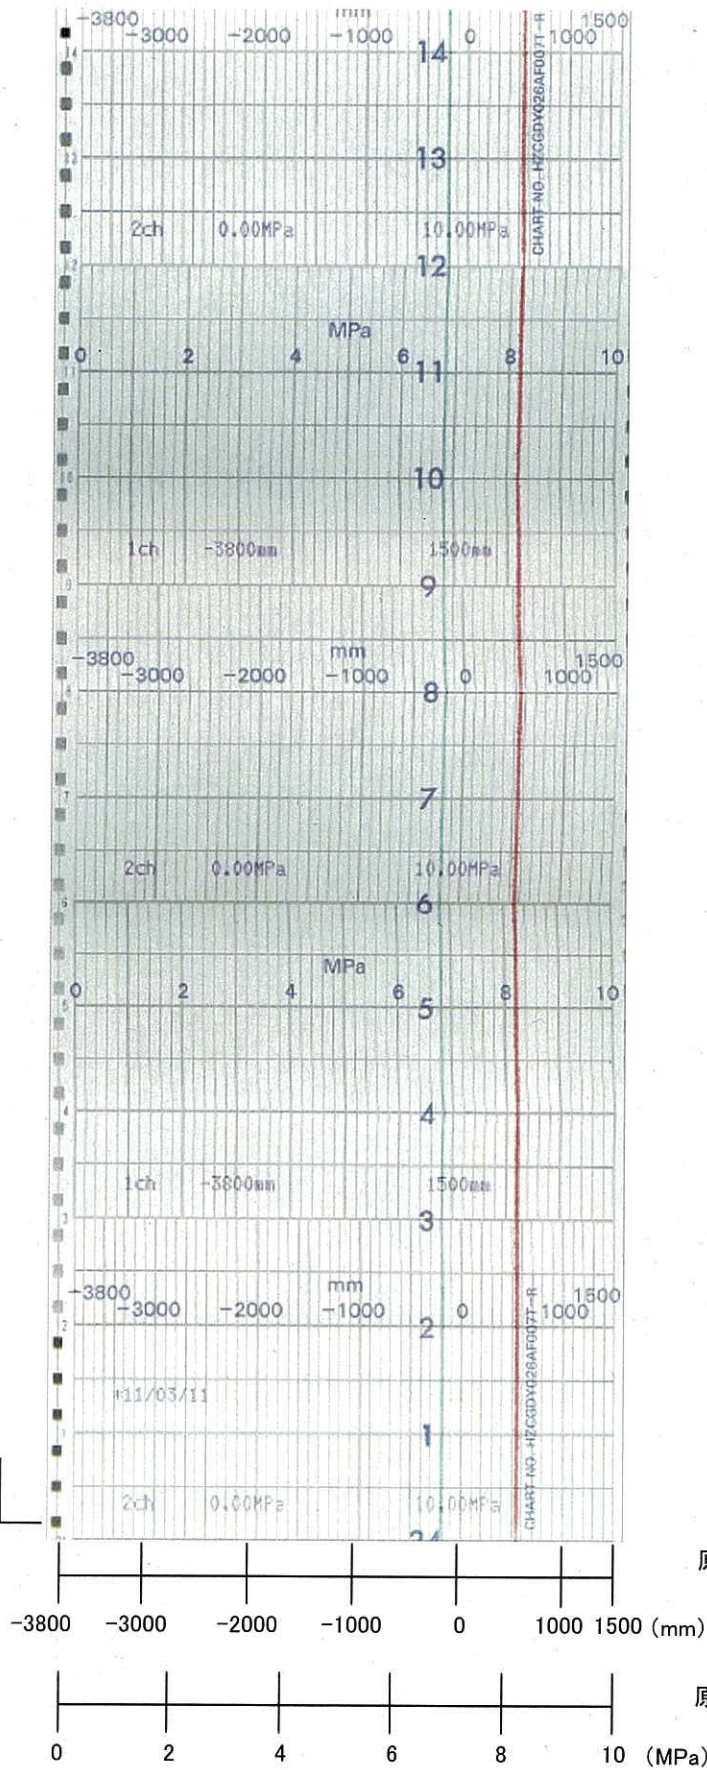 mm
-3800 1500
-3000 -2000 -1000 0 1000
14
13
2ch 0.00MPa 10.00MPa
12
MPa
0 2 4 6 8 10
11
10
1ch -3800mm 1500mm
9
mm
-3800 1500
-3000 -2000 -1000 0 1000
8
7
2ch 0.00MPa 10.00MPa
6
MPa
0 2 4 6 8 10
5
4
1ch -3800mm 1500mm
3
mm
-3800 1500
-3000 -2000 -1000 0 1000
2
11/03/11
1
2ch 0.00MPa 10.00MPa
24
CHART NO. HZCGDY026AF007T-R
CHART NO. HZCGDY026AF007T-R
原
-3800 -3000 -2000 -1000 0 1000 1500 (mm)
原
0 2 4 6 8 10 (MPa)